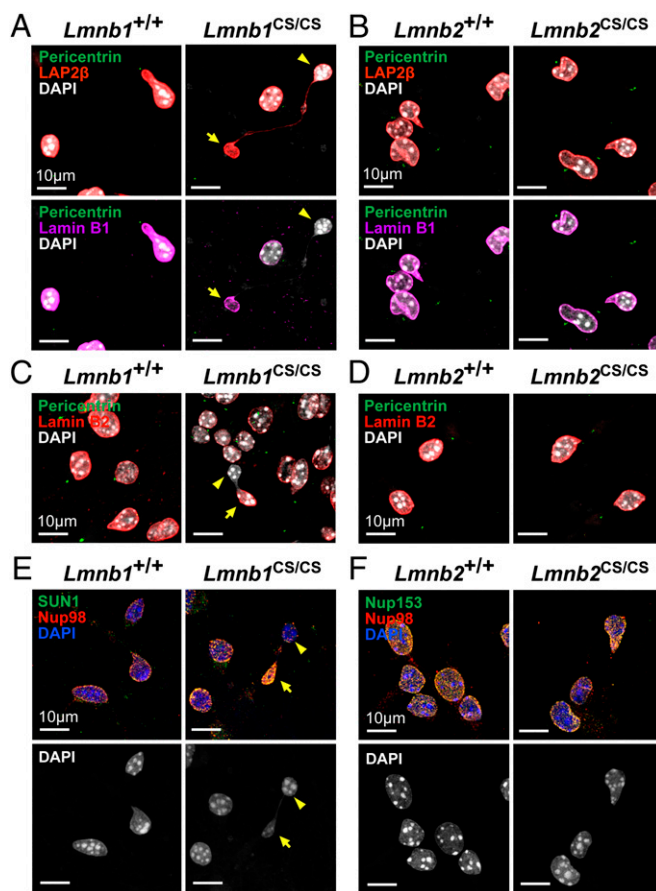 A Lmnb1+/+ Lmnb1CS/CS B Lmnb2+/+ Lmnb2CS/CS
Pericentrin
LAP2β
DAPI
10μm
Pericentrin
LAP2β
DAPI
10μm
Pericentrin
Lamin B1
DAPI
Pericentrin
Lamin B1
DAPI
C Lmnb1+/+ Lmnb1CS/CS D Lmnb2+/+ Lmnb2CS/CS
Pericentrin
Lamin B2
DAPI
10μm
Pericentrin
Lamin B2
DAPI
10μm
E Lmnb1+/+ Lmnb1CS/CS F Lmnb2+/+ Lmnb2CS/CS
SUN1
Nup98
DAPI
10μm
Nup153
Nup98
DAPI
10μm
DAPI
DAPI